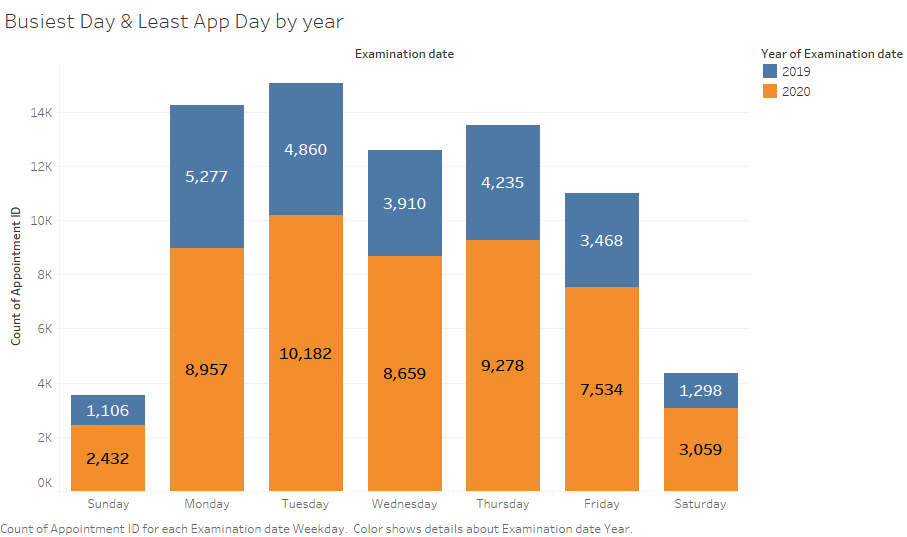 Busiest Day & Least App Day by year
Examination date
Year of Examination date
2019
2020
Count of Appointment ID
14K
12K
10K
8K
6K
4K
2K
0K
1,106
2,432
5,277
8,957
4,860
10,182
3,910
8,659
4,235
9,278
3,468
7,534
1,298
3,059
Sunday
Monday
Tuesday
Wednesday
Thursday
Friday
Saturday
Count of Appointment ID for each Examination date Weekday. Color shows details about Examination date Year.